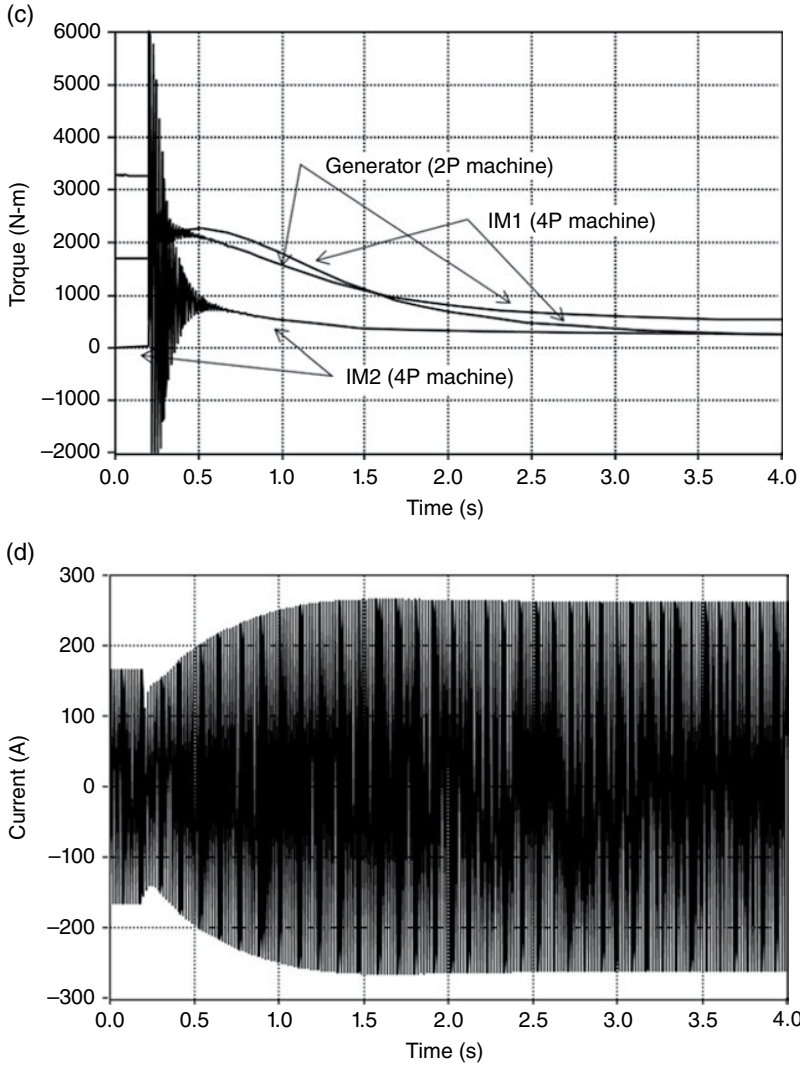 (c)
6000
5000
4000
3000
2000
1000
0
−1000
−2000
Torque (N-m)
Generator (2P machine)
IM1 (4P machine)
IM2 (4P machine)
0.0 0.5 1.0 1.5 2.0 2.5 3.0 3.5 4.0
Time (s)
(d)
300
200
100
0
−100
−200
−300
Current (A)
0.0 0.5 1.0 1.5 2.0 2.5 3.0 3.5 4.0
Time (s)